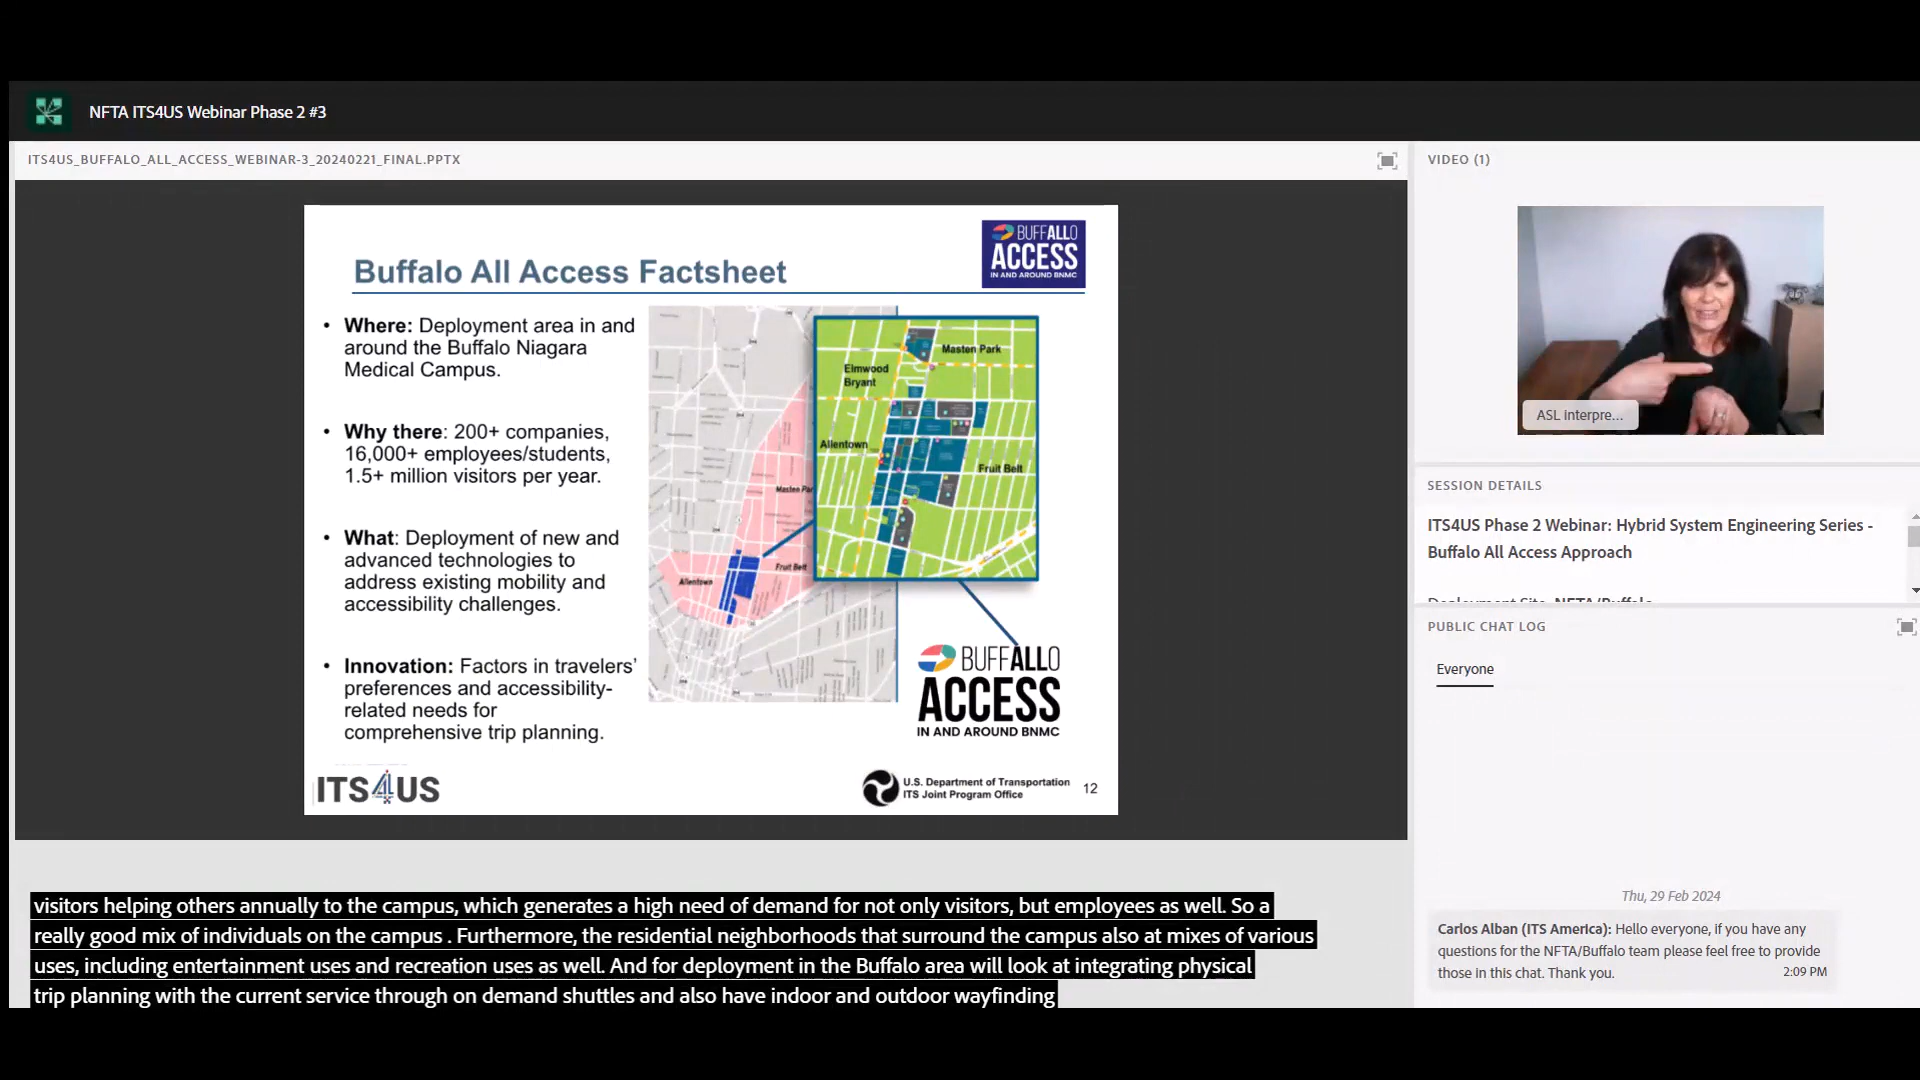 NFTA ITS4US Webinar Phase 2 #3
ITS4US_BUFFALO_ALL_ACCESS_WEBINAR-3_20240221_FINAL.PPTX
Buffalo All Access Factsheet
BUFFALLO
ACCESS
IN AND AROUND BNMC
• Where: Deployment area in and
around the Buffalo Niagara
Medical Campus.
• Why there: 200+ companies,
16,000+ employees/students,
1.5+ million visitors per year.
• What: Deployment of new and
advanced technologies to
address existing mobility and
accessibility challenges.
• Innovation: Factors in travelers’
preferences and accessibility-
related needs for
comprehensive trip planning.
Masten Par
Fruit Belt
Allentown
Masten Park
Elmwood
Bryant
Allentown
Fruit Belt
BUFFALLO
ACCESS
IN AND AROUND BNMC
ITS4US
U.S. Department of Transportation
ITS Joint Program Office
12
visitors helping others annually to the campus, which generates a high need of demand for not only visitors, but employees as well. So a
really good mix of individuals on the campus . Furthermore, the residential neighborhoods that surround the campus also at mixes of various
uses, including entertainment uses and recreation uses as well. And for deployment in the Buffalo area will look at integrating physical
trip planning with the current service through on demand shuttles and also have indoor and outdoor wayfinding
VIDEO (1)
ASL interpre...
SESSION DETAILS
ITS4US Phase 2 Webinar: Hybrid System Engineering Series -
Buffalo All Access Approach
Deployment Site: NFTA/Buffalo
PUBLIC CHAT LOG
Everyone
Thu, 29 Feb 2024
Carlos Alban (ITS America): Hello everyone, if you have any
questions for the NFTA/Buffalo team please feel free to provide
those in this chat. Thank you.
2:09 PM